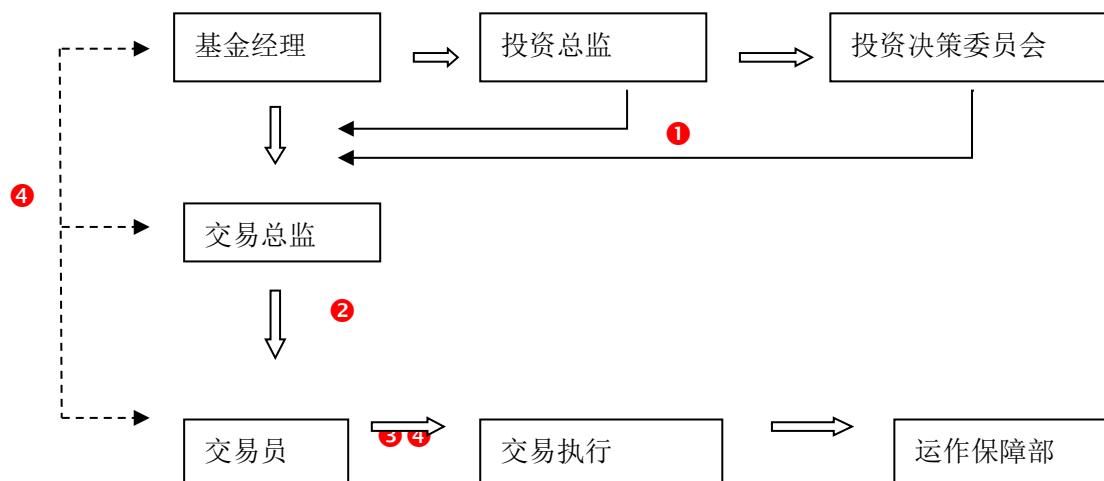 基金经理
投资总监
投资决策委员会
❶
❹
交易总监
❷
交易员
❸❹
交易执行
运作保障部